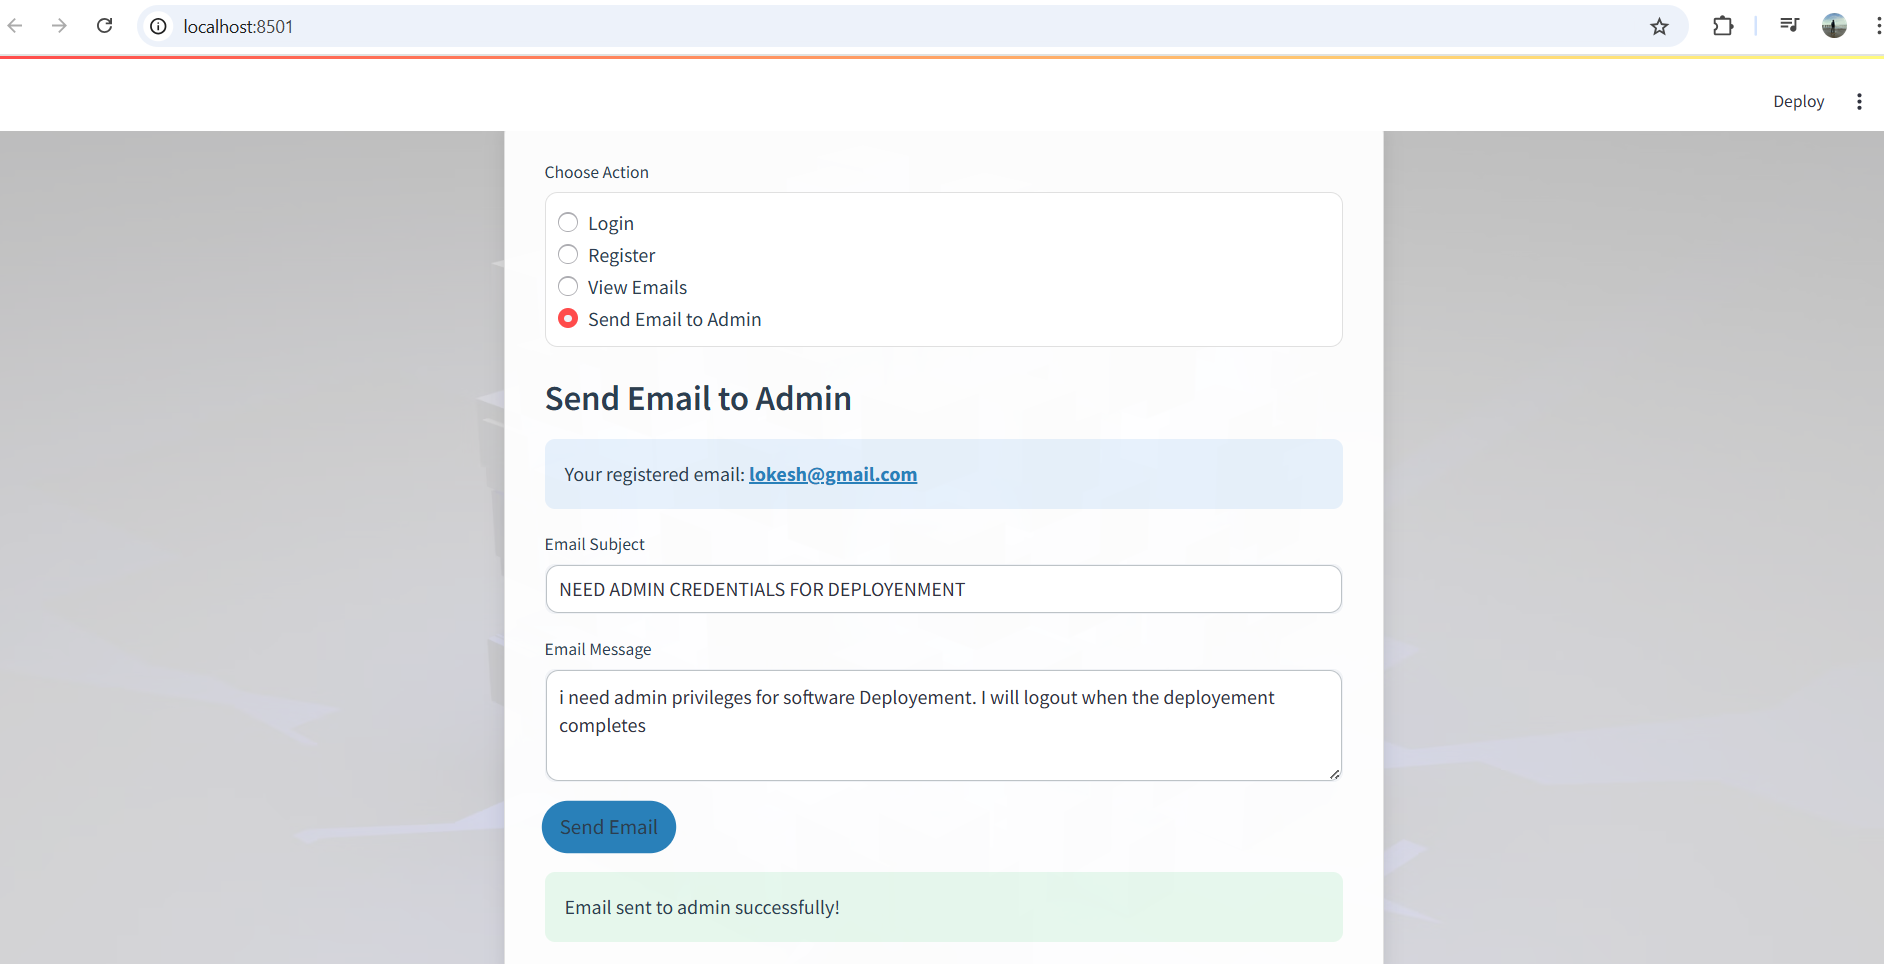 localhost:8501
Deploy
Choose Action
Login
Register
View Emails
Send Email to Admin
Send Email to Admin
Your registered email: lokesh@gmail.com
Email Subject
NEED ADMIN CREDENTIALS FOR DEPLOYENMENT
Email Message
i need admin privileges for software Deployement. I will logout when the deployement
completes
Send Email
Email sent to admin successfully!